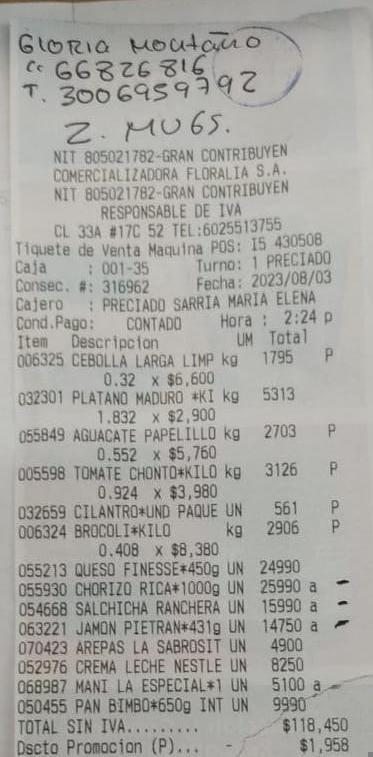 GLORIA MONTAÑO
CC 66826816
T. 3006959792
2. MUGS.
NIT 805021782-GRAN CONTRIBUYEN
COMERCIALIZADORA FLORALIA S.A.
NIT 805021782-GRAN CONTRIBUYEN
RESPONSABLE DE IVA
CL 33A #17C 52 TEL:6025513755
Tiquete de Venta Maquina POS: I5 430508
Caja : 001-35 Turno: 1 PRECIADO
Consec. #: 316962 Fecha: 2023/08/03
Cajero : PRECIADO SARRIA MARIA ELENA
Cond.Pago: CONTADO Hora : 2:24 p
Item Descripcion UM Total
006325 CEBOLLA LARGA LIMP kg 1795 P
0.32 x $6,600
032301 PLATANO MADURO *KI kg 5313
1.832 x $2,900
055849 AGUACATE PAPELILLO kg 2703 P
0.552 x $5,760
005598 TOMATE CHONTO*KILO kg 3126 P
0.924 x $3,980
032659 CILANTRO*UND PAQUE UN 561 P
006324 BROCOLI*KILO kg 2906 P
0.408 x $8,380
055213 QUESO FINESSE*450g UN 24990
055930 CHORIZO RICA*1000g UN 25990 a
054668 SALCHICHA RANCHERA UN 15990 a
063221 JAMON PIETRAN*431g UN 14750 a
070423 AREPAS LA SABROSIT UN 4900
052976 CREMA LECHE NESTLE UN 8250
068987 MANI LA ESPECIAL*1 UN 5100 a
050455 PAN BIMBO*650g INT UN 9990
TOTAL SIN IVA......... $118,450
Dscto Promocion (P)... - $1,958